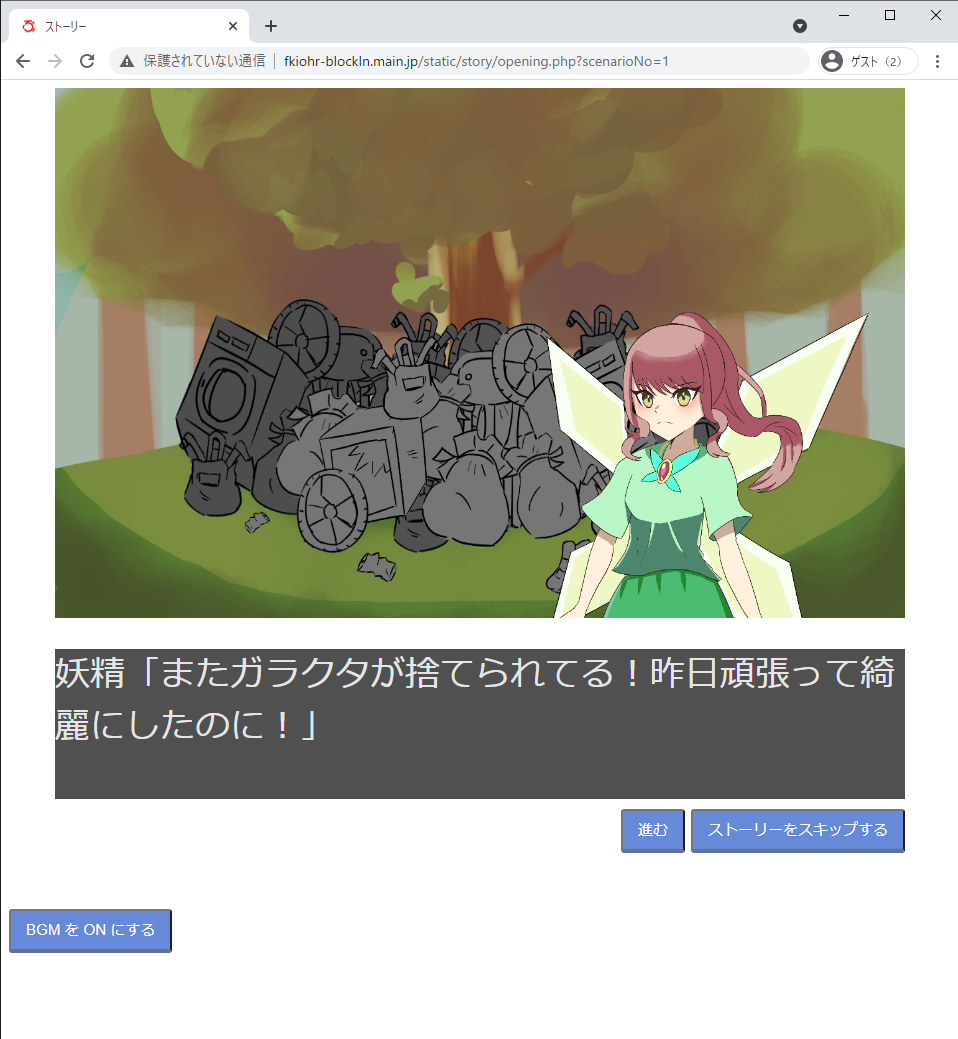 ストーリー
保護されていない通信 | fkiohr-blockln.main.jp/static/story/opening.php?scenarioNo=1
ゲスト（2）
妖精「またガラクタが捨てられてる！昨日頑張って綺
麗にしたのに！」
進む
ストーリーをスキップする
BGM を ON にする